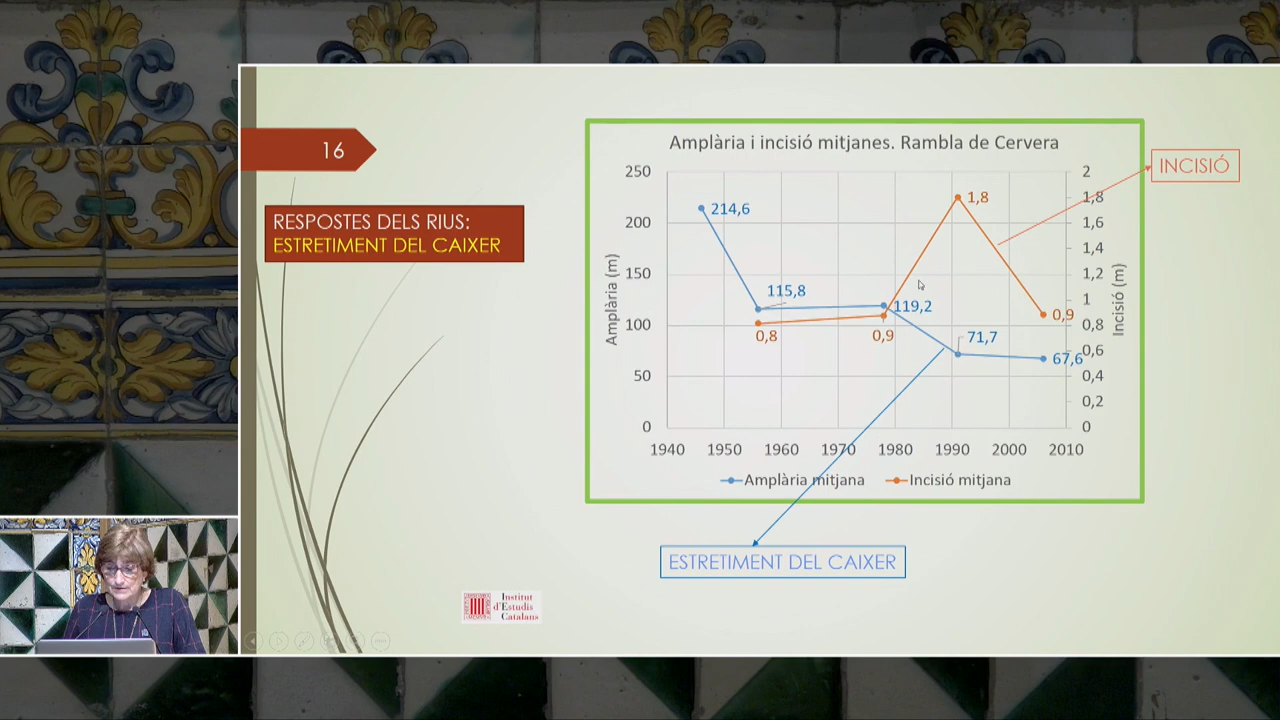 16
RESPOSTES DELS RIUS:
ESTRETIMENT DEL CAIXER
Amplària i incisió mitjanes. Rambla de Cervera
INCISIÓ
250
200
150
100
50
0
Amplària (m)
214,6
115,8
119,2
71,7
67,6
0,8
0,9
1,8
0,9
2
1,8
1,6
1,4
1,2
1
0,8
0,6
0,4
0,2
0
Incisió (m)
1940 1950 1960 1970 1980 1990 2000 2010
Amplària mitjana Incisió mitjana
ESTRETIMENT DEL CAIXER
Institut
d'Estudis
Catalans